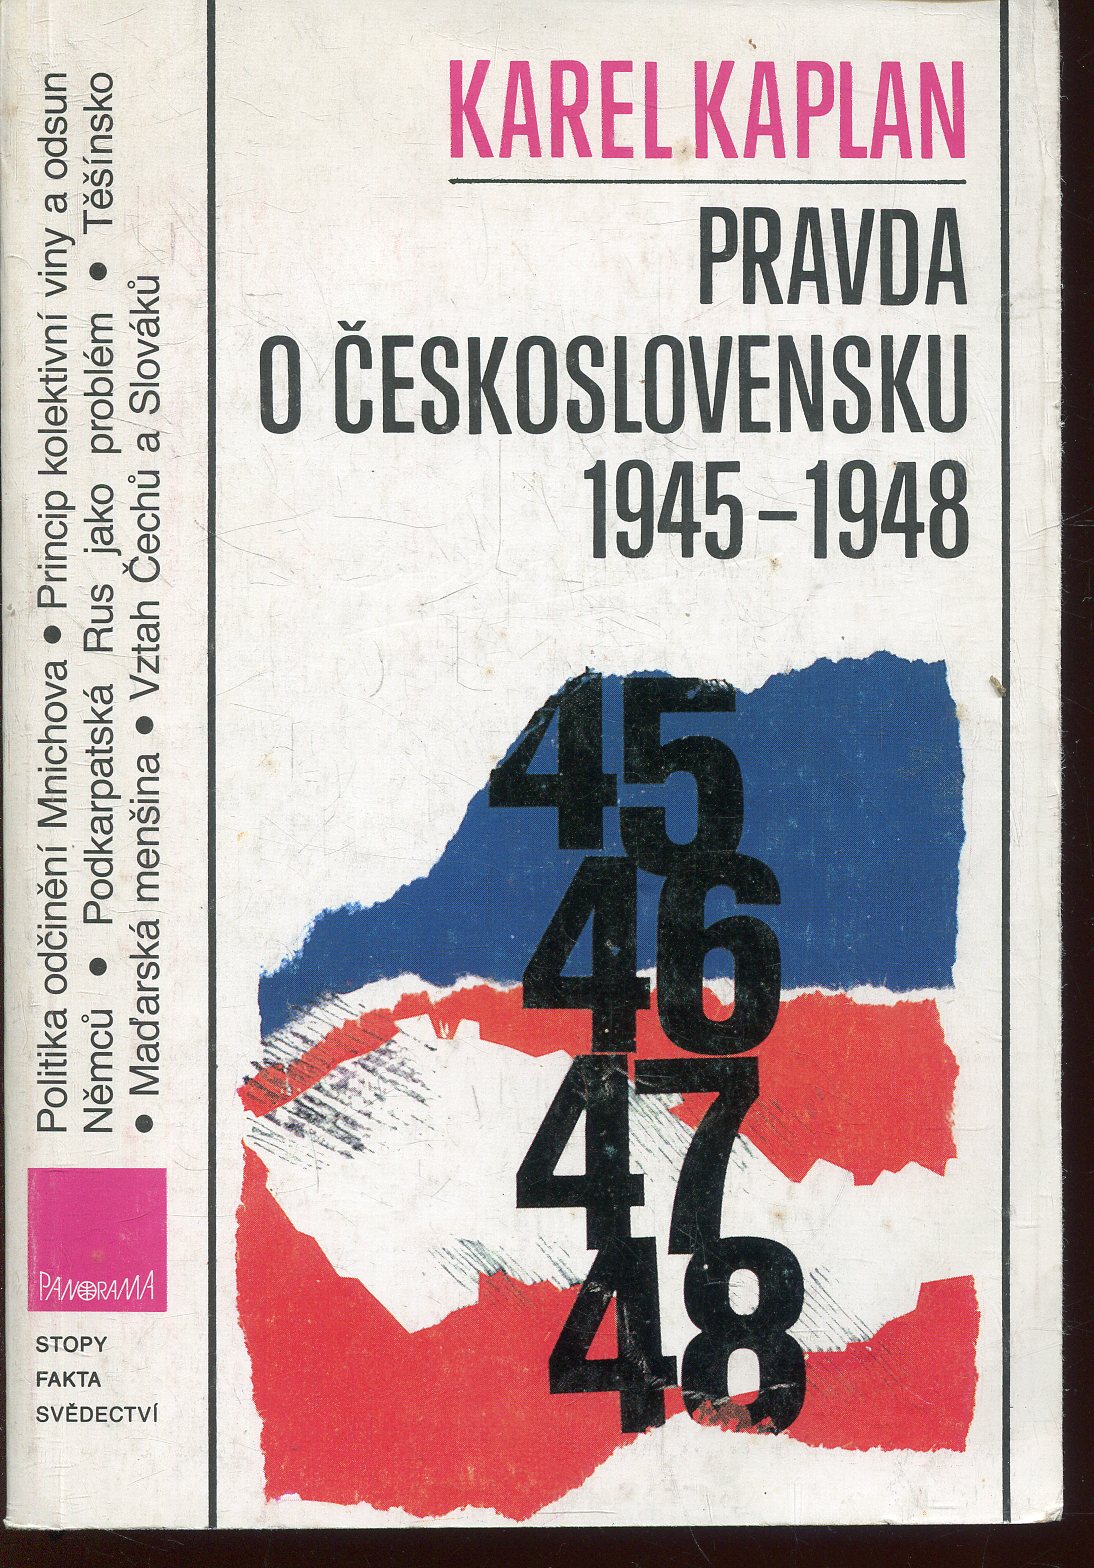 KAREL KAPLAN
PRAVDA
O ČESKOSLOVENSKU
1945–1948
45
46
47
48
Politika odčinění Mnichova ● Princip kolektivní viny a odsun
Němců ● Podkarpatská Rus jako problém ● Těšínsko
● Maďarská menšina ● Vztah Čechů a Slováků
PANORAMA
STOPY
FAKTA
SVĚDECTVÍ